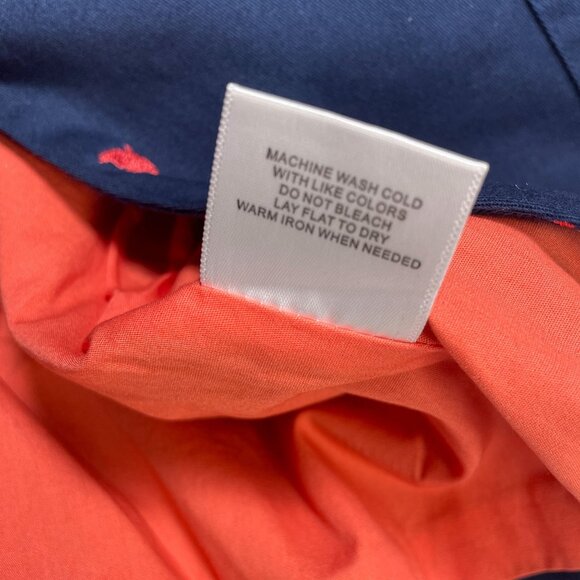 MACHINE WASH COLD
WITH LIKE COLORS
DO NOT BLEACH
LAY FLAT TO DRY
WARM IRON WHEN NEEDED